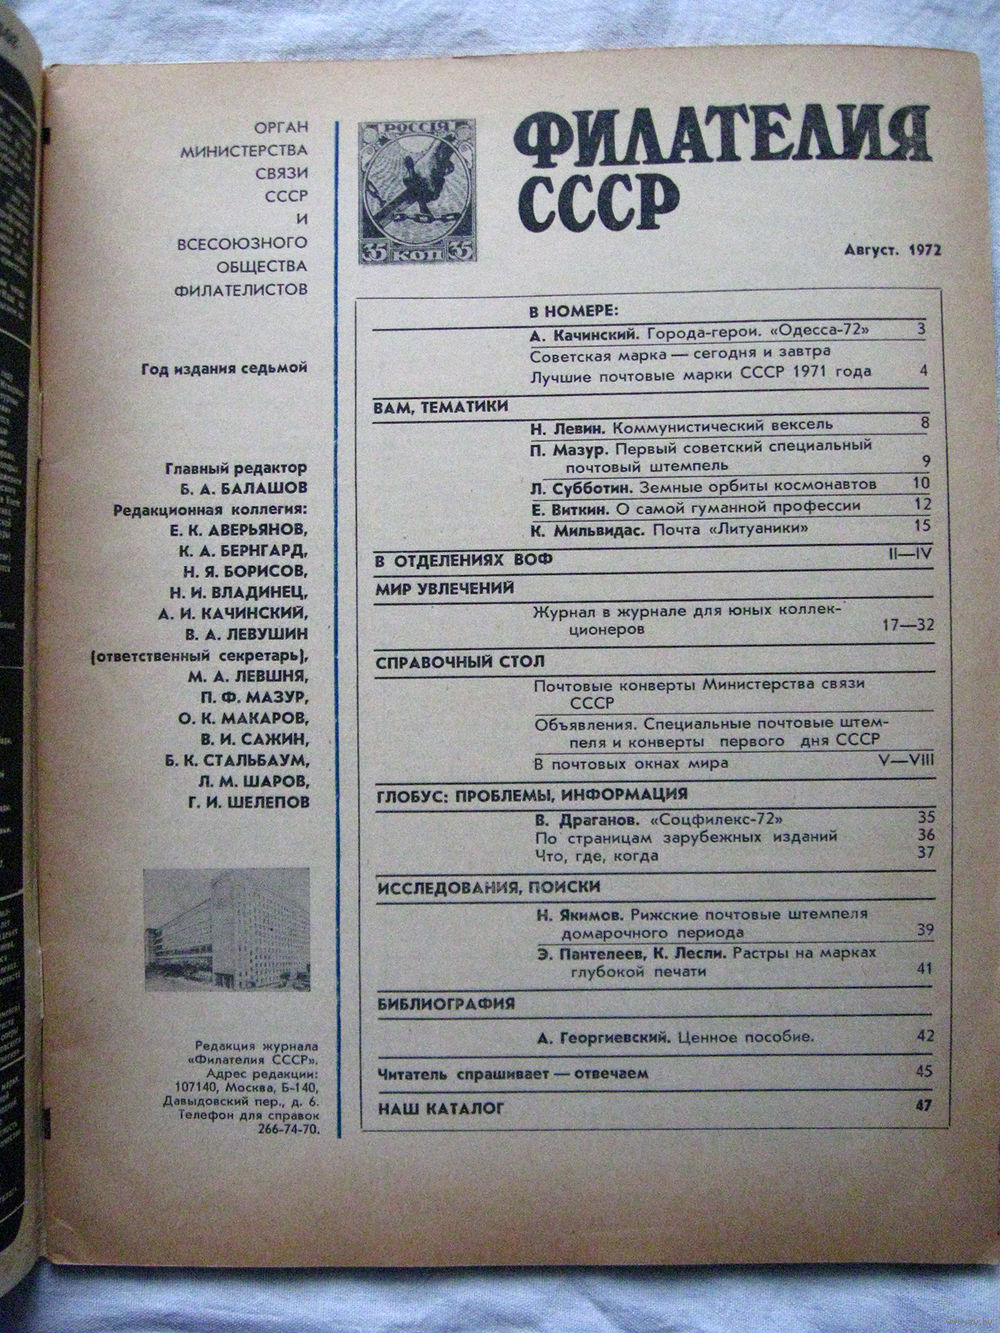 ОРГАН
МИНИСТЕРСТВА
СВЯЗИ
СССР
И
ВСЕСОЮЗНОГО
ОБЩЕСТВА
ФИЛАТЕЛИСТОВ
Год издания седьмой
Главный редактор
Б. А. БАЛАШОВ
Редакционная коллегия:
Е. К. АВЕРЬЯНОВ,
К. А. БЕРНГАРД,
Н. Я. БОРИСОВ,
Н. И. ВЛАДИНЕЦ,
А. И. КАЧИНСКИЙ,
В. А. ЛЕВУШИН
(ответственный секретарь),
М. А. ЛЕВШНЯ,
П. Ф. МАЗУР,
О. К. МАКАРОВ,
В. И. САЖИН,
Б. К. СТАЛЬБАУМ,
Л. М. ШАРОВ,
Г. И. ШЕЛЕПОВ
Редакция журнала
«Филателия СССР».
Адрес редакции:
107140, Москва, Б-140,
Давыдовский пер., д. 6.
Телефон для справок
266-74-70.
РОССIЯ
35 КОП 35
ФИЛАТЕЛИЯ
СССР
Август. 1972
В НОМЕРЕ:
А. Качинский. Города-герои. «Одесса-72» 3
Советская марка — сегодня и завтра
Лучшие почтовые марки СССР 1971 года 4
ВАМ, ТЕМАТИКИ
Н. Левин. Коммунистический вексель 8
П. Мазур. Первый советский специальный
почтовый штемпель 9
Л. Субботин. Земные орбиты космонавтов 10
Е. Виткин. О самой гуманной профессии 12
К. Мильвидас. Почта «Литуаники» 15
В ОТДЕЛЕНИЯХ ВОФ II—IV
МИР УВЛЕЧЕНИЙ
Журнал в журнале для юных коллек-
ционеров 17—32
СПРАВОЧНЫЙ СТОЛ
Почтовые конверты Министерства связи
СССР
Объявления. Специальные почтовые штем-
пеля и конверты первого дня СССР
В почтовых окнах мира V—VIII
ГЛОБУС: ПРОБЛЕМЫ, ИНФОРМАЦИЯ
В. Драганов. «Соцфилекс-72» 35
По страницам зарубежных изданий 36
Что, где, когда 37
ИССЛЕДОВАНИЯ, ПОИСКИ
Н. Якимов. Рижские почтовые штемпеля
домарочного периода 39
Э. Пантелеев, К. Лесли. Растры на марках
глубокой печати 41
БИБЛИОГРАФИЯ
А. Георгиевский. Ценное пособие. 42
Читатель спрашивает — отвечаем 45
НАШ КАТАЛОГ 47